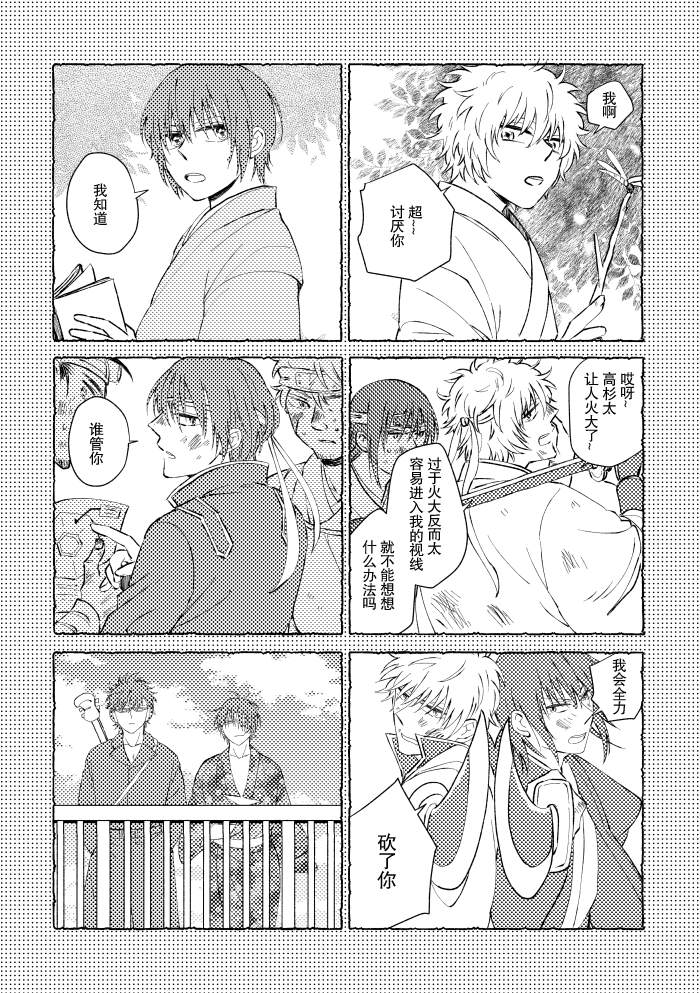 我啊
超~
讨厌你
我知道
哎呀~
高杉太
让人火大了~
过于火大反而太
容易进入我的视线
就不能想想
什么办法吗
谁管你
我会全力
砍了你